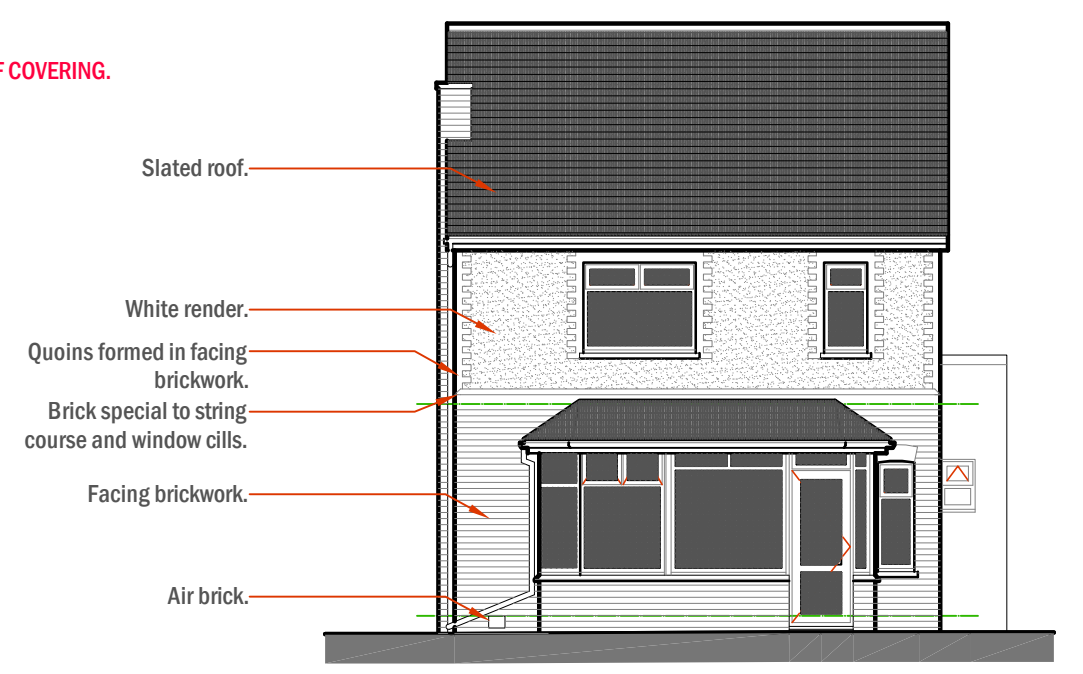 F COVERING.
Slated roof.
White render.
Quoins formed in facing
brickwork.
Brick special to string
course and window cills.
Facing brickwork.
Air brick.